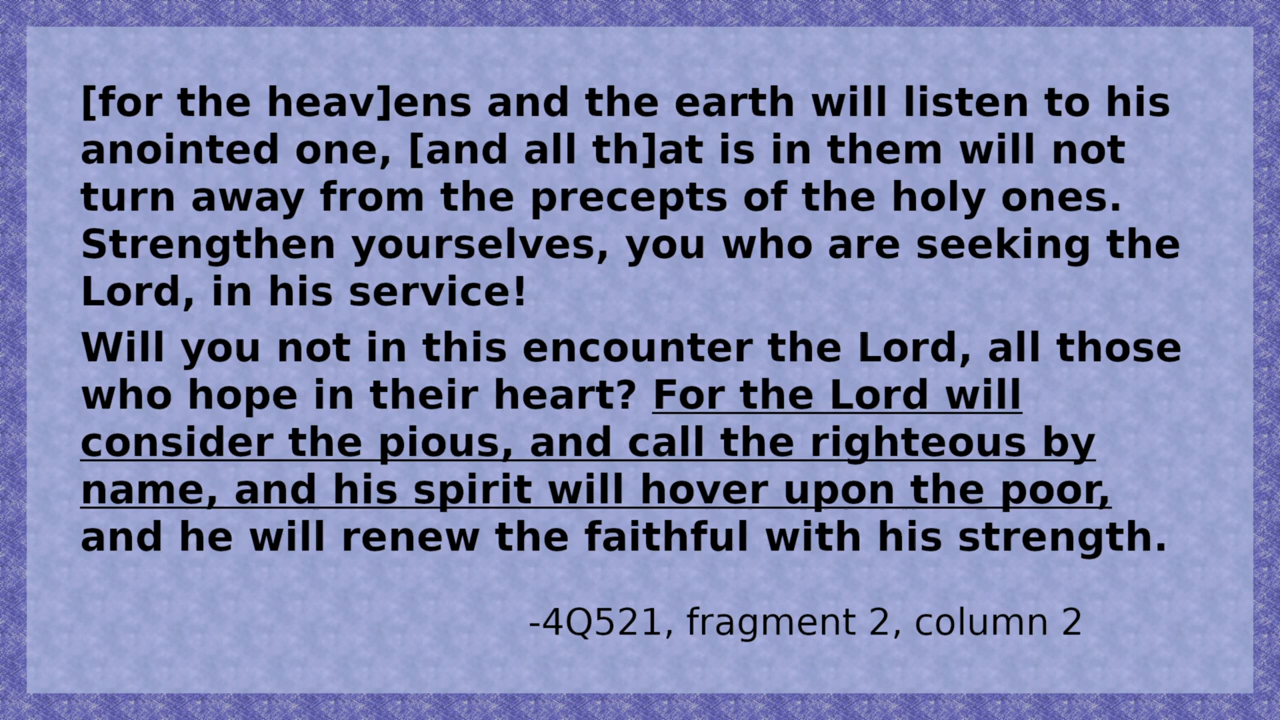 [for the heav]ens and the earth will listen to his
anointed one, [and all th]at is in them will not
turn away from the precepts of the holy ones.
Strengthen yourselves, you who are seeking the
Lord, in his service!
Will you not in this encounter the Lord, all those
who hope in their heart? For the Lord will
consider the pious, and call the righteous by
name, and his spirit will hover upon the poor,
and he will renew the faithful with his strength.
-4Q521, fragment 2, column 2